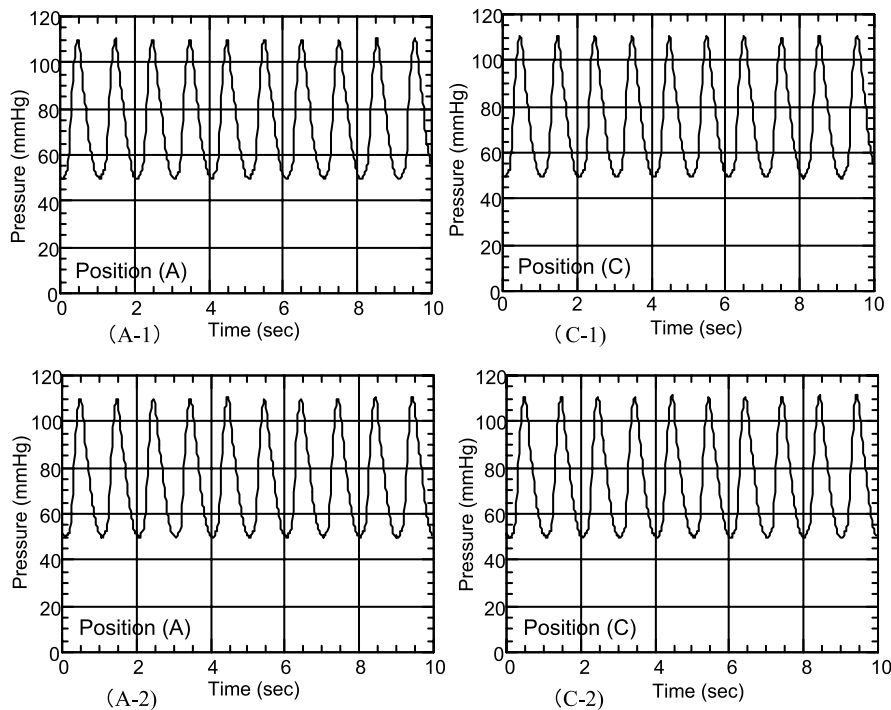 120
100
80
60
40
20
0
Pressure (mmHg)
Position (A)
0 2 4 6 8 10
(A-1) Time (sec)
120
100
80
60
40
20
0
Pressure (mmHg)
Position (C)
0 2 4 6 8 10
(C-1) Time (sec)
120
100
80
60
40
20
0
Pressure (mmHg)
Position (A)
0 2 4 6 8 10
(A-2) Time (sec)
120
100
80
60
40
20
0
Pressure (mmHg)
Position (C)
0 2 4 6 8 10
(C-2) Time (sec)